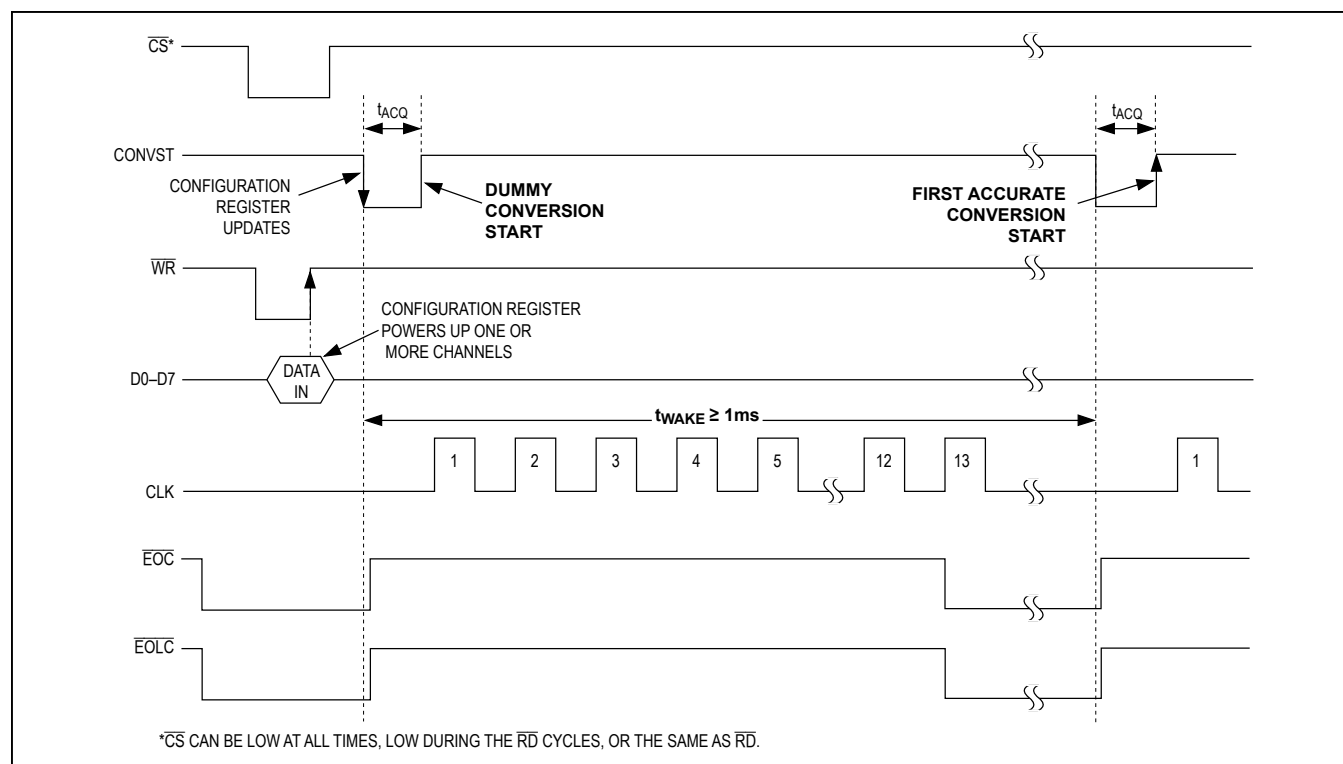 CS*
tACQ
tACQ
CONVST
CONFIGURATION
REGISTER
UPDATES
DUMMY
CONVERSION
START
FIRST ACCURATE
CONVERSION
START
WR
CONFIGURATION REGISTER
POWERS UP ONE OR
MORE CHANNELS
D0–D7
DATA
IN
tWAKE ≥ 1ms
1 2 3 4 5 12 13 1
CLK
EOC
EOLC
*CS CAN BE LOW AT ALL TIMES, LOW DURING THE RD CYCLES, OR THE SAME AS RD.